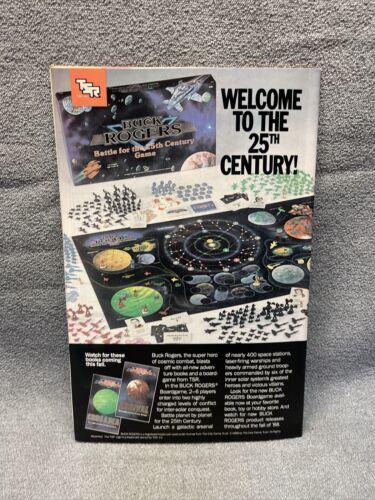 TSR
BUCK
ROGERS
Battle for the 25th Century
Game
WELCOME
TO THE
25TH
CENTURY!
Watch for these
books coming
this fall.
Buck Rogers, the super hero
of cosmic combat, blasts
off with all-new adven-
ture books and a board-
game from TSR.
In the BUCK ROGERS®
Boardgame, 2–6 players
enter into two highly
charged levels of conflict
for inter-solar conquest.
Battle planet by planet
for the 25th Century.
Launch a galactic arsenal
of nearly 400 space stations,
laser-firing warships and
heavily armed ground troop-
ers commanded by six of the
inner solar system's greatest
heroes and vicious villains.
Look for the new BUCK
ROGERS Boardgame avail-
able now at your favorite
book, toy or hobby store. And
watch for new BUCK
ROGERS product releases
throughout the fall of '88.